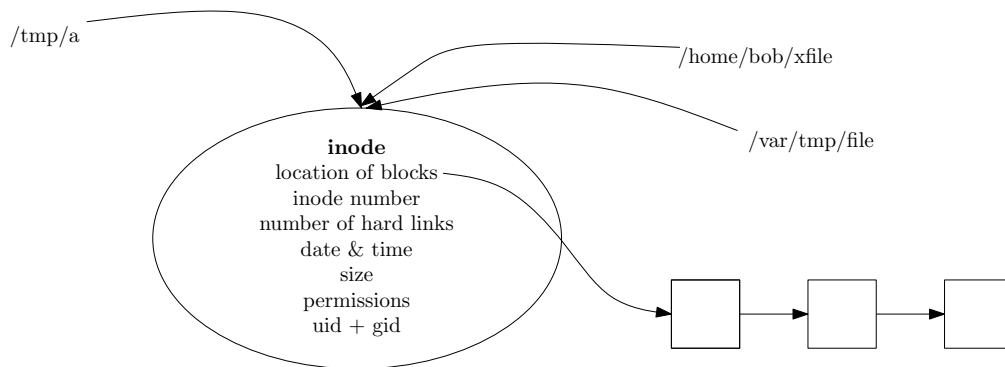 /tmp/a
/home/bob/xfile
/var/tmp/file
inode
location of blocks
inode number
number of hard links
date & time
size
permissions
uid + gid